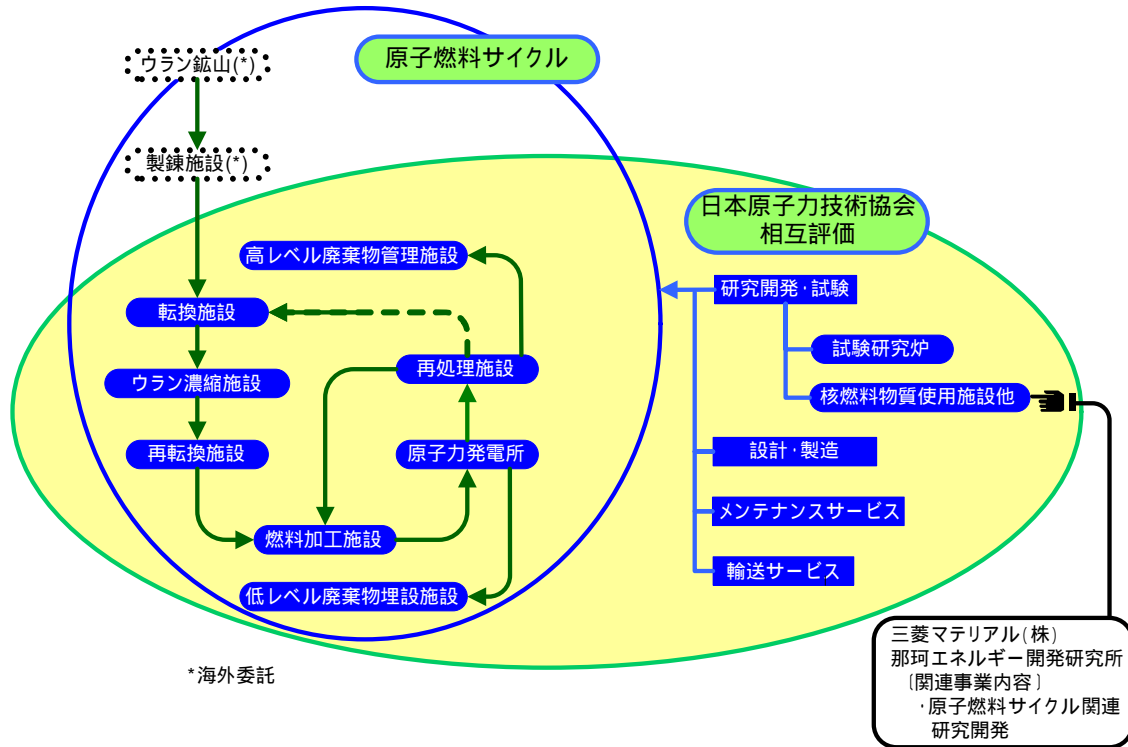 ウラン鉱山(*)
原子燃料サイクル
製錬施設(*)
日本原子力技術協会
相互評価
高レベル廃棄物管理施設
研究開発・試験
転換施設
試験研究炉
再処理施設
ウラン濃縮施設
核燃料物質使用施設他
再転換施設
原子力発電所
設計・製造
メンテナンスサービス
燃料加工施設
輸送サービス
低レベル廃棄物埋設施設
*海外委託
三菱マテリアル(株)
那珂エネルギー開発研究所
〔関連事業内容〕
・原子燃料サイクル関連
研究開発